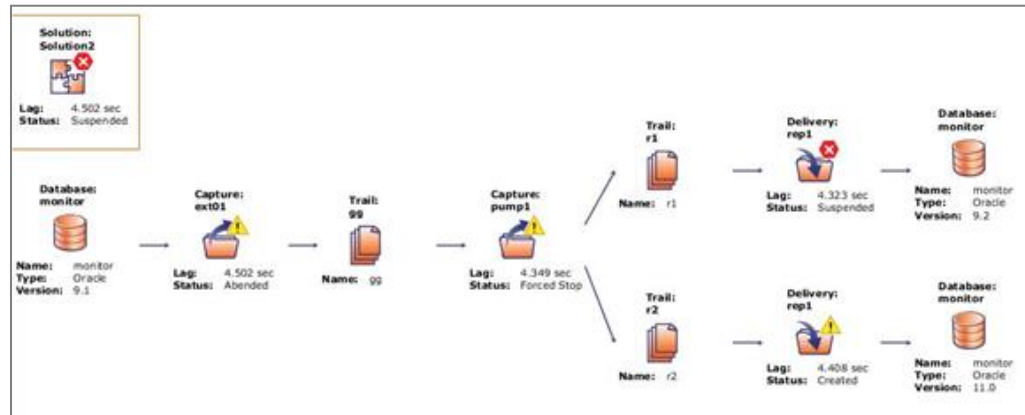 Solution:
Solution2
Lag: 4.502 sec
Status: Suspended
Database:
monitor
Name: monitor
Type: Oracle
Version: 9.1
Capture:
ext01
Lag: 4.502 sec
Status: Abended
Trail:
gg
Name: gg
Capture:
pump1
Lag: 4.349 sec
Status: Forced Stop
Trail:
r1
Name: r1
Delivery:
rep1
Lag: 4.323 sec
Status: Suspended
Database:
monitor
Name: monitor
Type: Oracle
Version: 9.2
Trail:
r2
Name: r2
Delivery:
rep1
Lag: 4.408 sec
Status: Created
Database:
monitor
Name: monitor
Type: Oracle
Version: 11.0